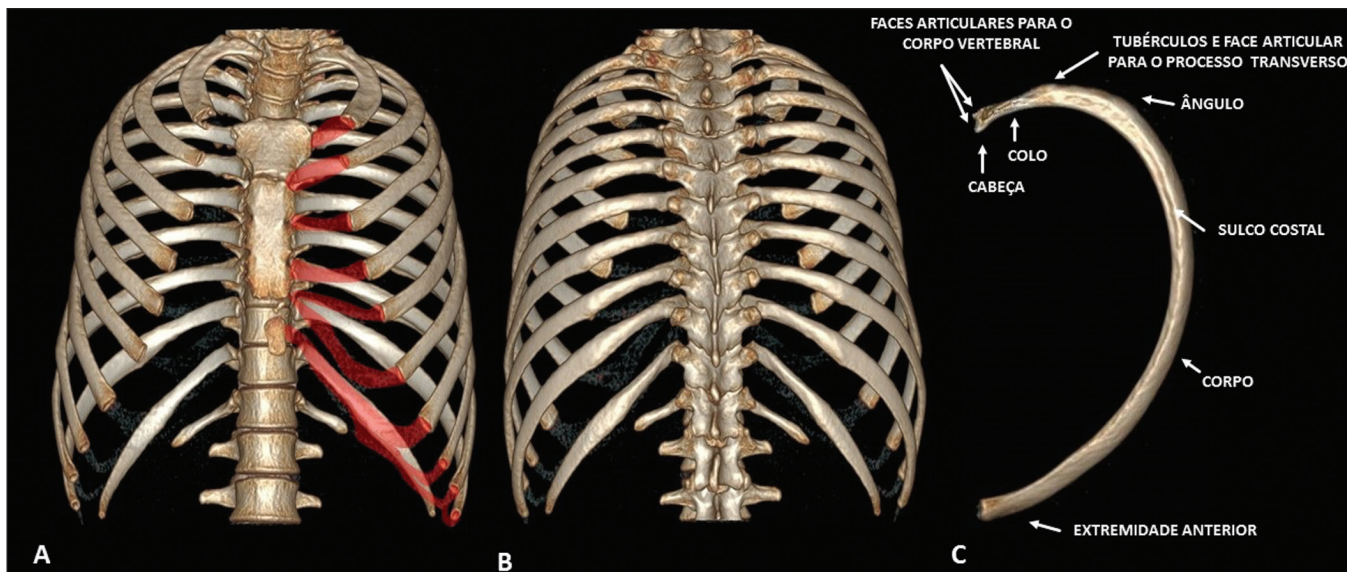 FACES ARTICULARES PARA O
CORPO VERTEBRAL
TUBÉRCULOS E FACE ARTICULAR
PARA O PROCESSO TRANSVERSO
ÂNGULO
COLO
CABEÇA
SULCO COSTAL
CORPO
EXTREMIDADE ANTERIOR
A
B
C